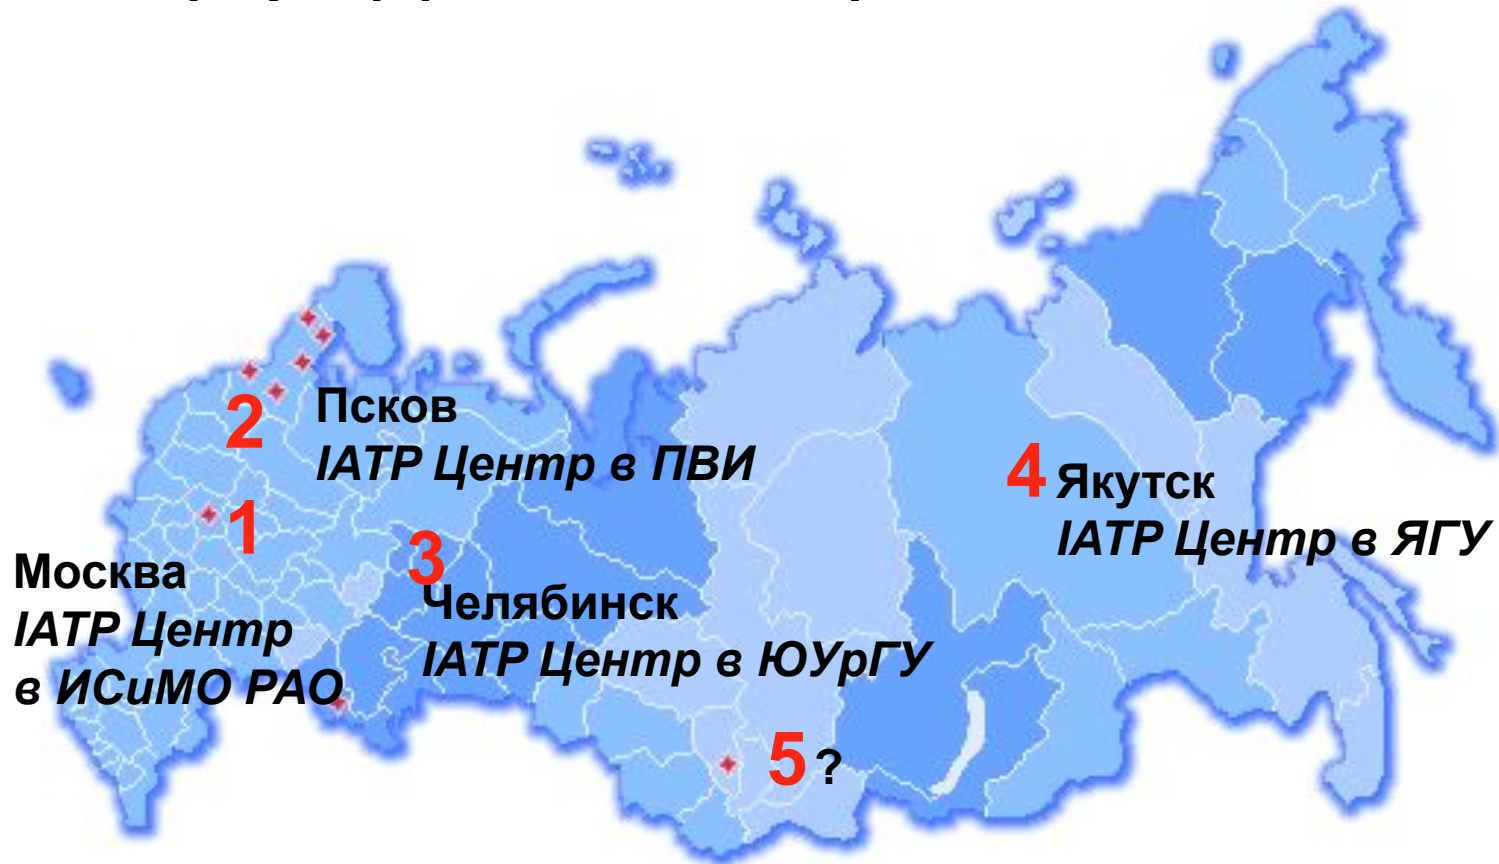 2
Псков
IATP Центр в ПВИ
1
Москва
IATP Центр
в ИСиМО РАО
3
Челябинск
IATP Центр в ЮУрГУ
4
Якутск
IATP Центр в ЯГУ
5 ?